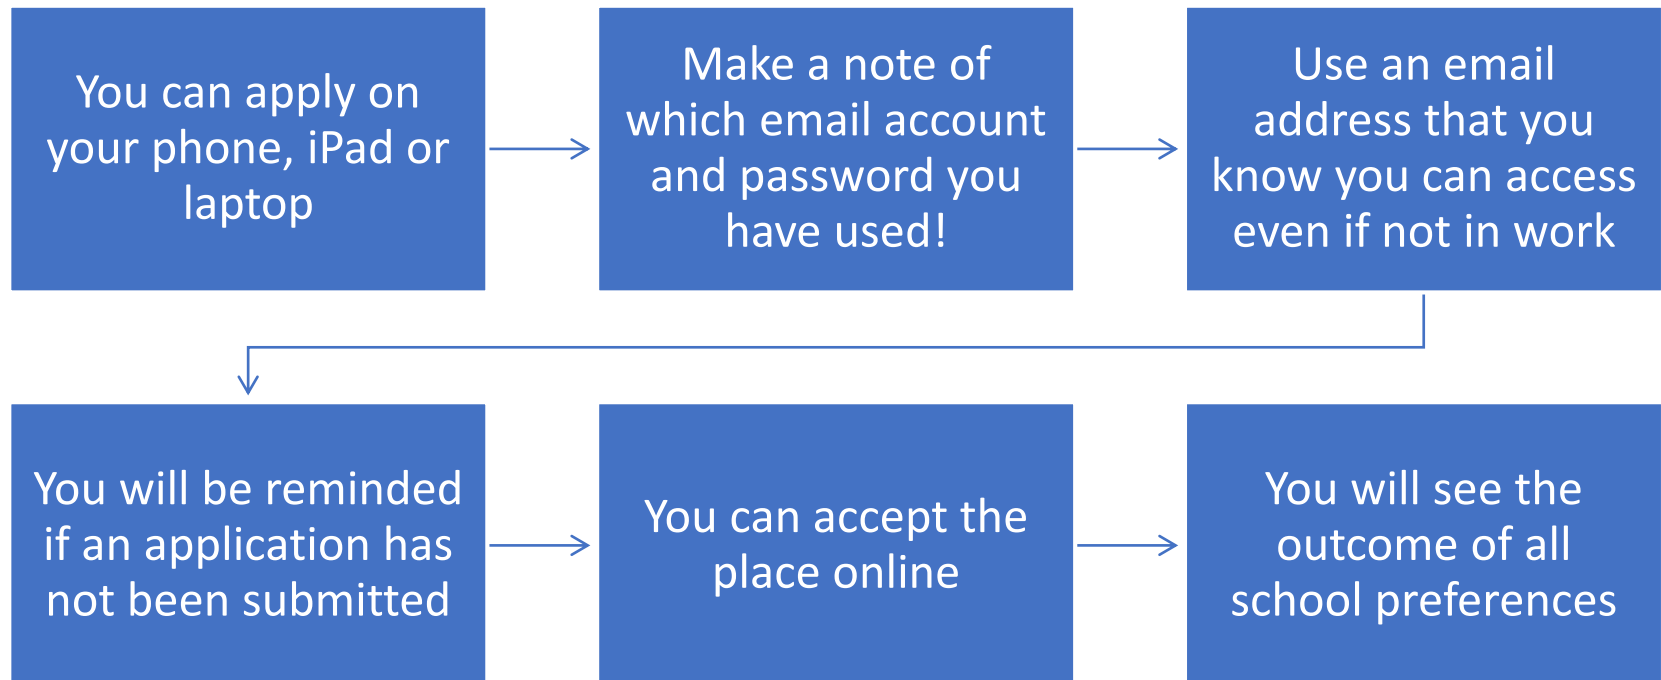 You can apply on
your phone, iPad or
laptop
Make a note of
which email account
and password you
have used!
Use an email
address that you
know you can access
even if not in work
You will be reminded
if an application has
not been submitted
You can accept the
place online
You will see the
outcome of all
school preferences